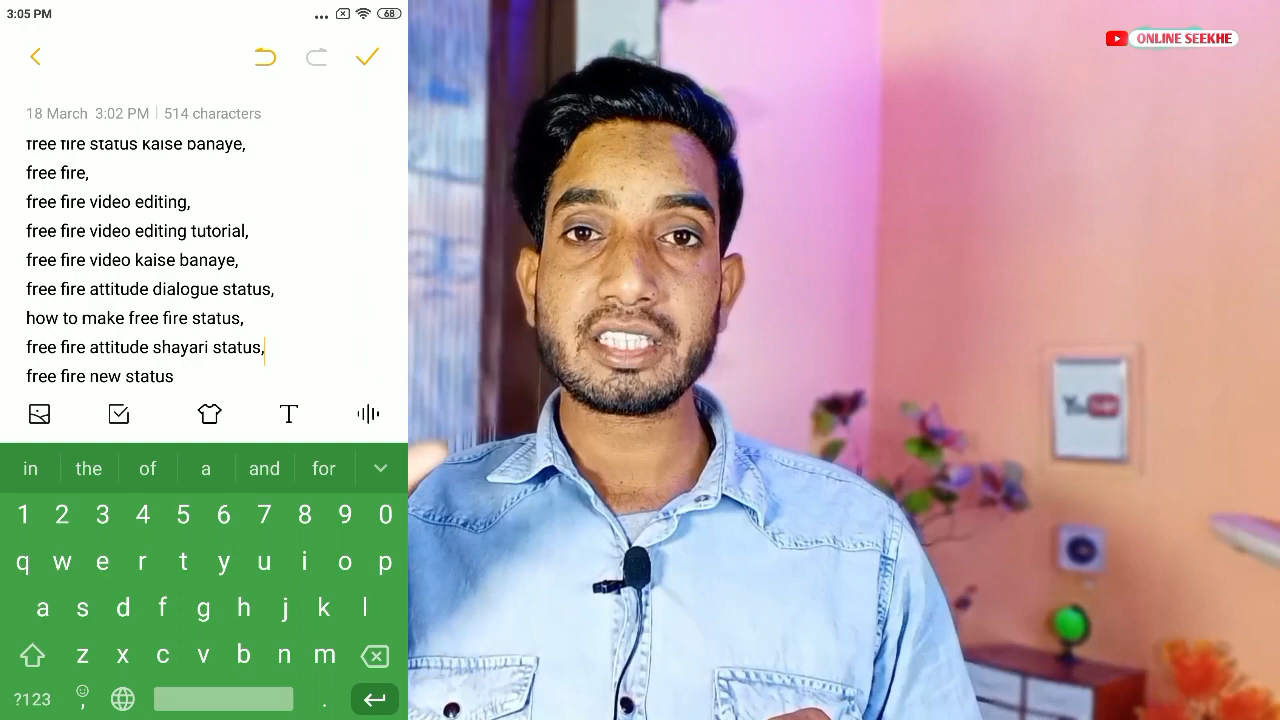 3:05 PM
68
ONLINE SEEKHE
18 March 3:02 PM | 514 characters
free fire status kaise banaye,
free fire,
free fire video editing,
free fire video editing tutorial,
free fire video kaise banaye,
free fire attitude dialogue status,
how to make free fire status,
free fire attitude shayari status,
free fire new status
T
in the of a and for
1 2 3 4 5 6 7 8 9 0
q w e r t y u i o p
a s d f g h j k l
z x c v b n m
?123 , .
YouTube